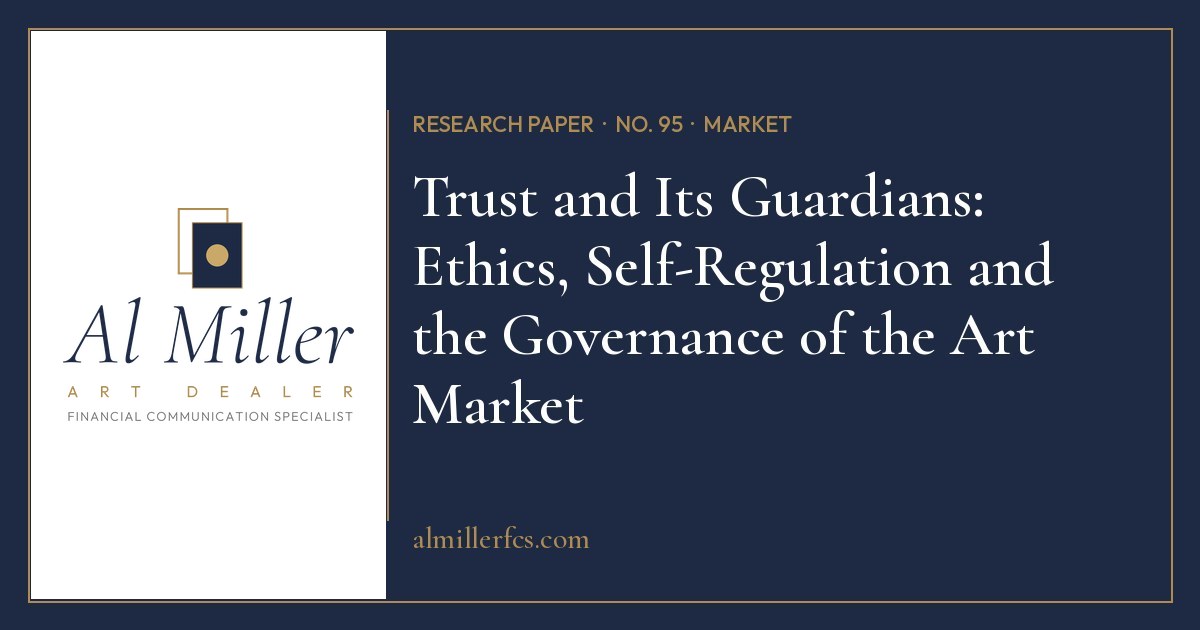 Al Miller
ART DEALER
FINANCIAL COMMUNICATION SPECIALIST
RESEARCH PAPER · NO. 95 · MARKET
Trust and Its Guardians:
Ethics, Self-Regulation and
the Governance of the Art
Market
almillerfcs.com